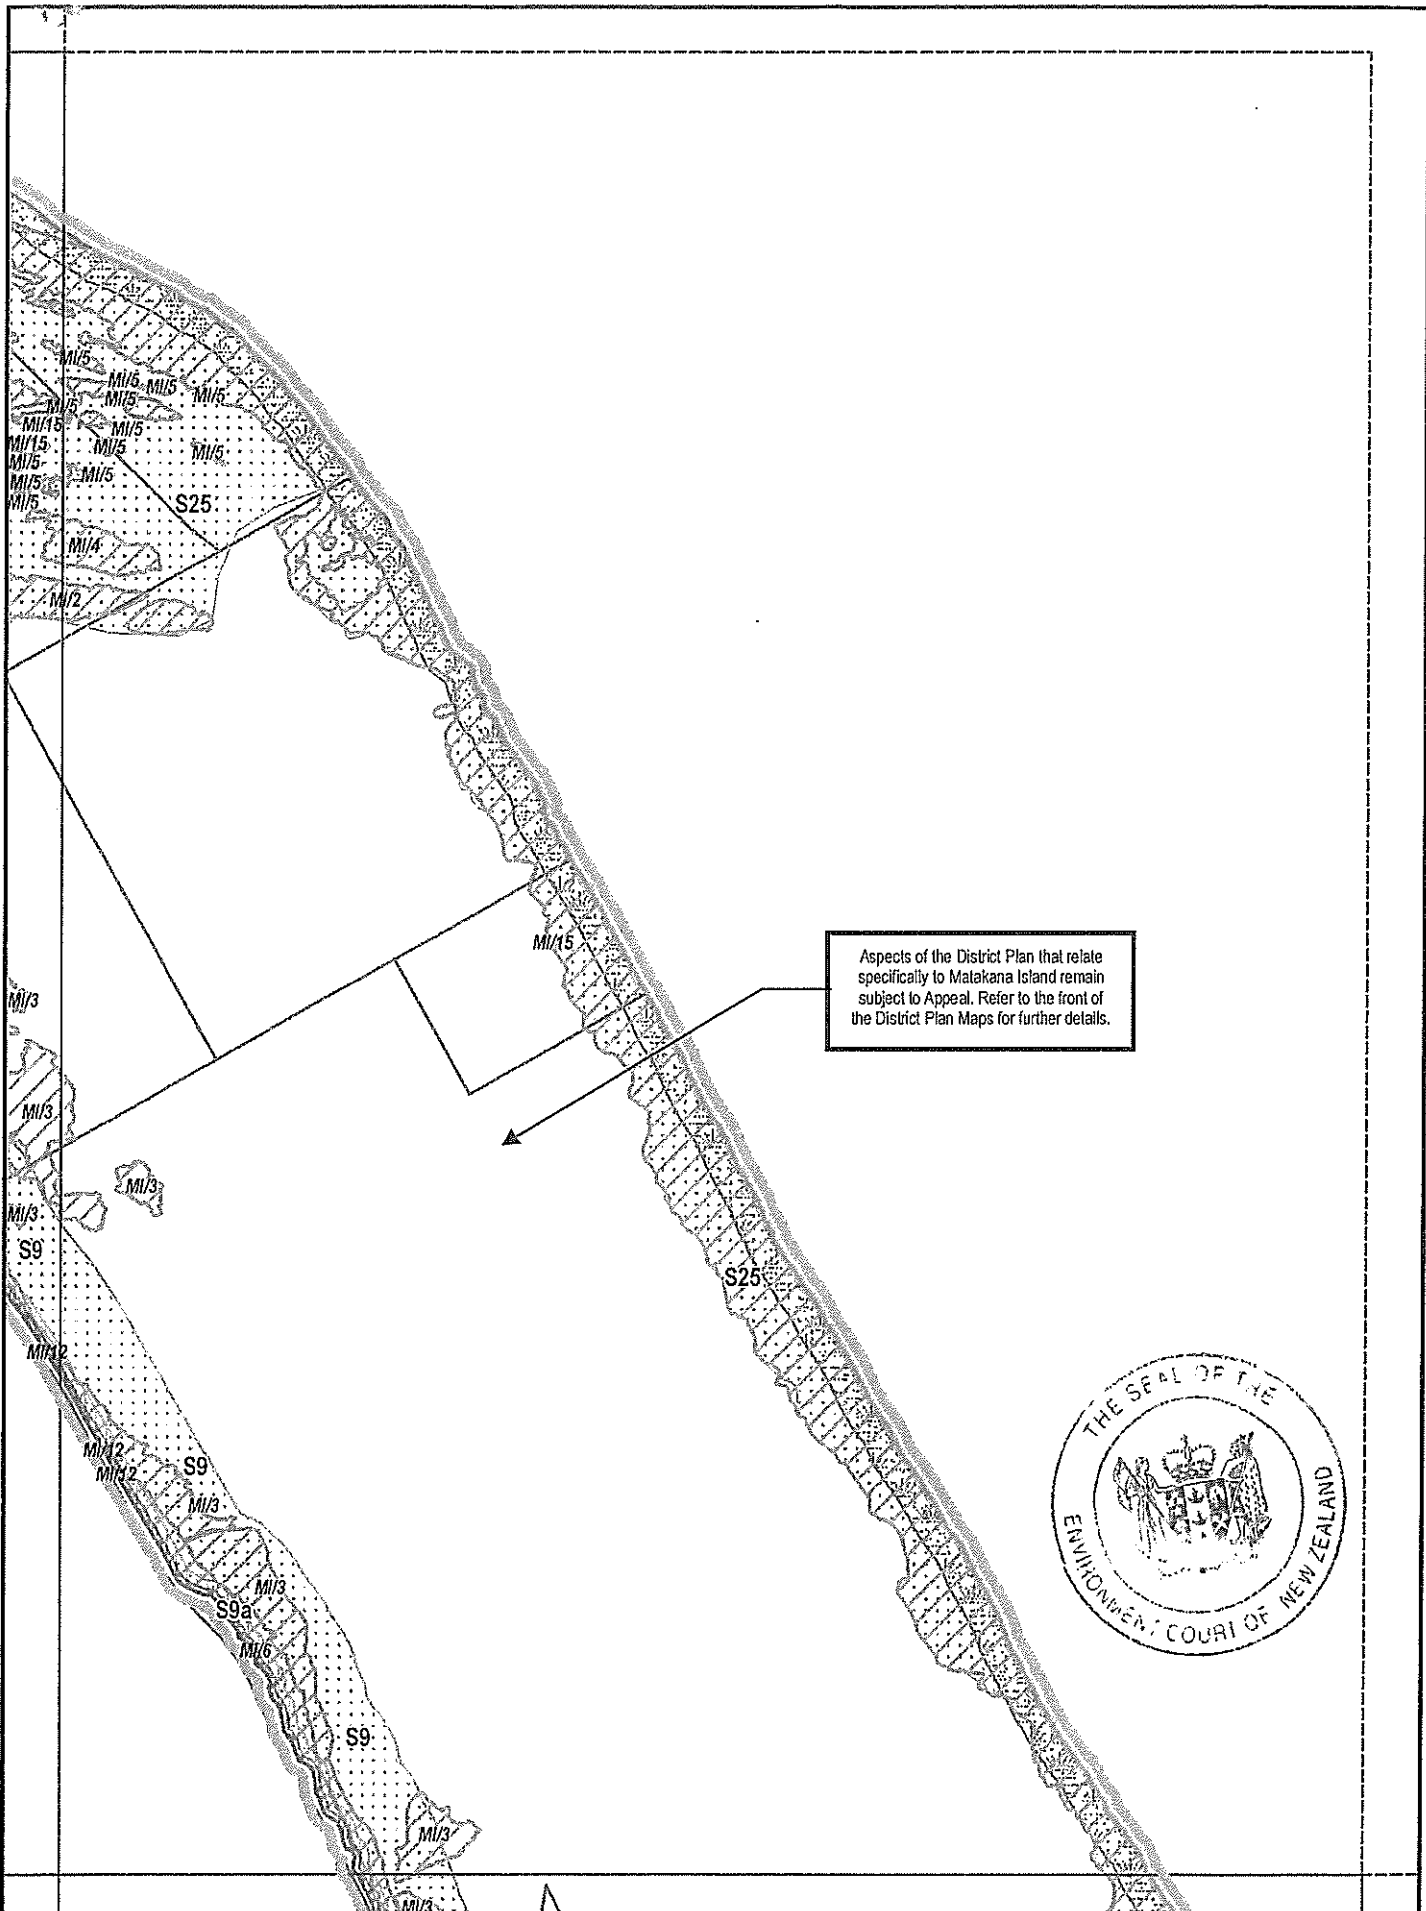 MI/5
MI/5
MI/5
MI/5
MI/5
MI/5
MI/15
MI/5
MI/15
MI/5
MI/5
MI/5
MI/5
MI/5
MI/5
S25
MI/4
MI/2
MI/15
Aspects of the District Plan that relate
specifically to Matakana Island remain
subject to Appeal. Refer to the front of
the District Plan Maps for further details.
MI/3
MI/3
MI/3
MI/3
S9
S25
MI/12
THE SEAL OF THE
ENVIRONMENT COURT OF NEW ZEALAND
MI/12
MI/12
S9
MI/3
MI/3
S9a
MI/6
S9
MI/3
MI/3